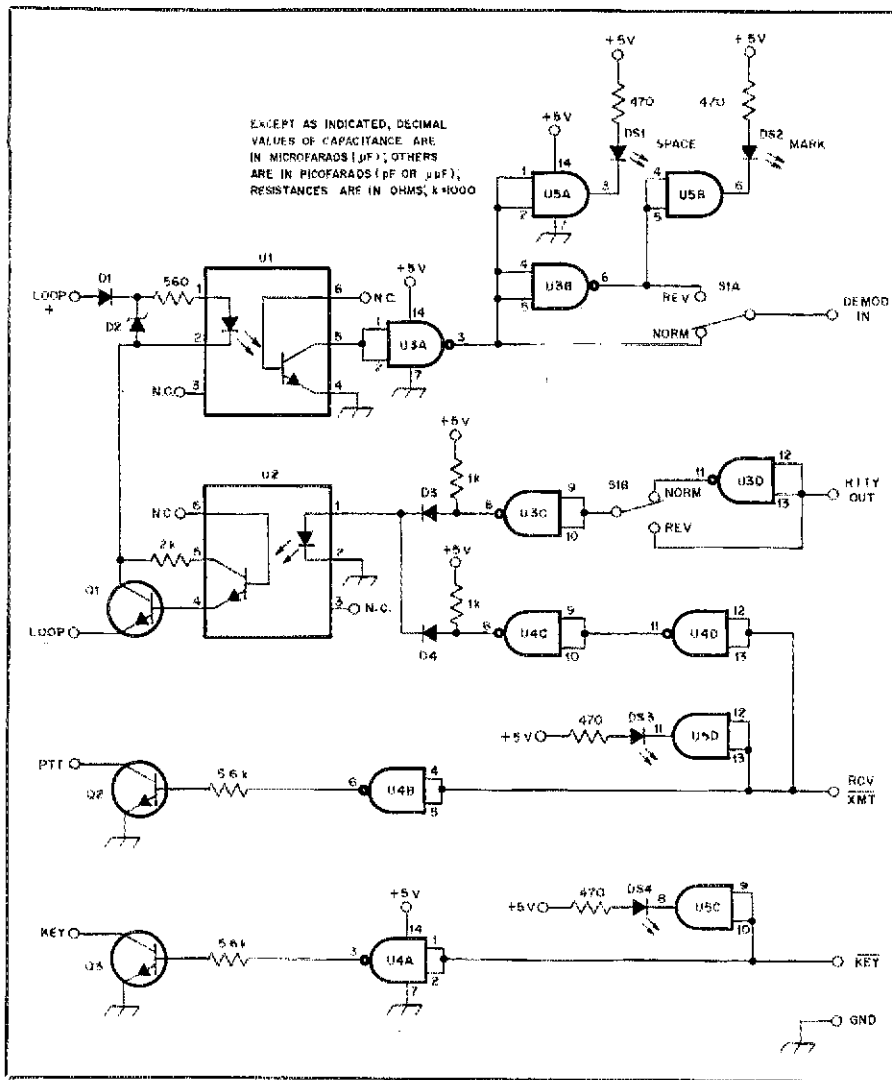 +5V
+5V
470
470
EXCEPT AS INDICATED, DECIMAL
VALUES OF CAPACITANCE ARE
IN MICROFARADS (µF); OTHERS
ARE IN PICOFARADS (pF OR µµF);
RESISTANCES ARE IN OHMS; k=1000
+5V
DS1
SPACE
DS2
MARK
14
1
2
U5A
3
7
4
5
U5B
6
U1
LOOP
+
D1
560
1
6
N.C.
+5V
14
4
5
U3B
6
REV
S1A
DEMOD
IN
NORM
D2
2
5
1
2
U3A
3
7
N.C.
3
4
+5V
U2
1k
N.C.
6
1
D3
8
U3C
9
10
S1B
NORM
REV
11
U3D
12
13
RTTY
OUT
2k
5
2
+5V
1k
Q1
4
3
N.C.
LOOP
D4
8
U4C
9
10
11
U4D
12
13
+5V
470
DS3
11
U5D
12
13
PTT
Q2
5.6k
6
U4B
4
5
RCV
XMT
+5V
470
DS4
8
U5C
9
10
KEY
Q3
5.6k
+5V
14
3
U4A
1
2
7
KEY
GND